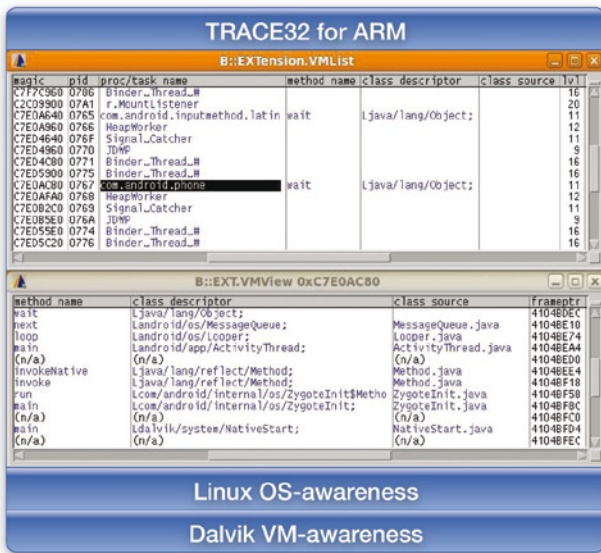 TRACE32 for ARM
B::EXTension.VMList
magic pid proc/task name method name class descriptor class source lvl
C7F7C960 0706 Binder_Thread_# 16
C2C09900 07A1 r.MountListener 20
C7E0A640 0765 com.android.inputmethod.latin wait Ljava/lang/Object; 11
C7E0A960 0766 HeapWorker 12
C7ED4640 076F Signal_Catcher 11
C7ED4960 0770 JDWP 9
C7ED4C80 0771 Binder_Thread_# 16
C7ED5900 0775 Binder_Thread_# 16
C7E0AC80 0767 com.android.phone wait Ljava/lang/Object; 11
C7E0AFA0 0768 HeapWorker 12
C7E0B2C0 0769 Signal_Catcher 11
C7E0B5E0 076A JDWP 9
C7ED55E0 0774 Binder_Thread_# 16
C7ED5C20 0776 Binder_Thread_# 16
B::EXT.VMView 0xC7E0AC80
method name class descriptor class source frameptr
wait Ljava/lang/Object; 4104BDEC
next Landroid/os/MessageQueue; MessageQueue.java 4104BE10
loop Landroid/os/Looper; Looper.java 4104BE74
main Landroid/app/ActivityThread; ActivityThread.java 4104BEA4
(n/a) (n/a) (n/a) 4104BED0
invokeNative Ljava/lang/reflect/Method; Method.java 4104BEE4
invoke Ljava/lang/reflect/Method; Method.java 4104BF18
run Lcom/android/internal/os/ZygoteInit$Metho ZygoteInit.java 4104BF58
main Lcom/android/internal/os/ZygoteInit; ZygoteInit.java 4104BF8C
(n/a) (n/a) (n/a) 4104BFC0
main Ldalvik/system/NativeStart; NativeStart.java 4104BFD4
(n/a) (n/a) (n/a) 4104BFEC
Linux OS-awareness
Dalvik VM-awareness